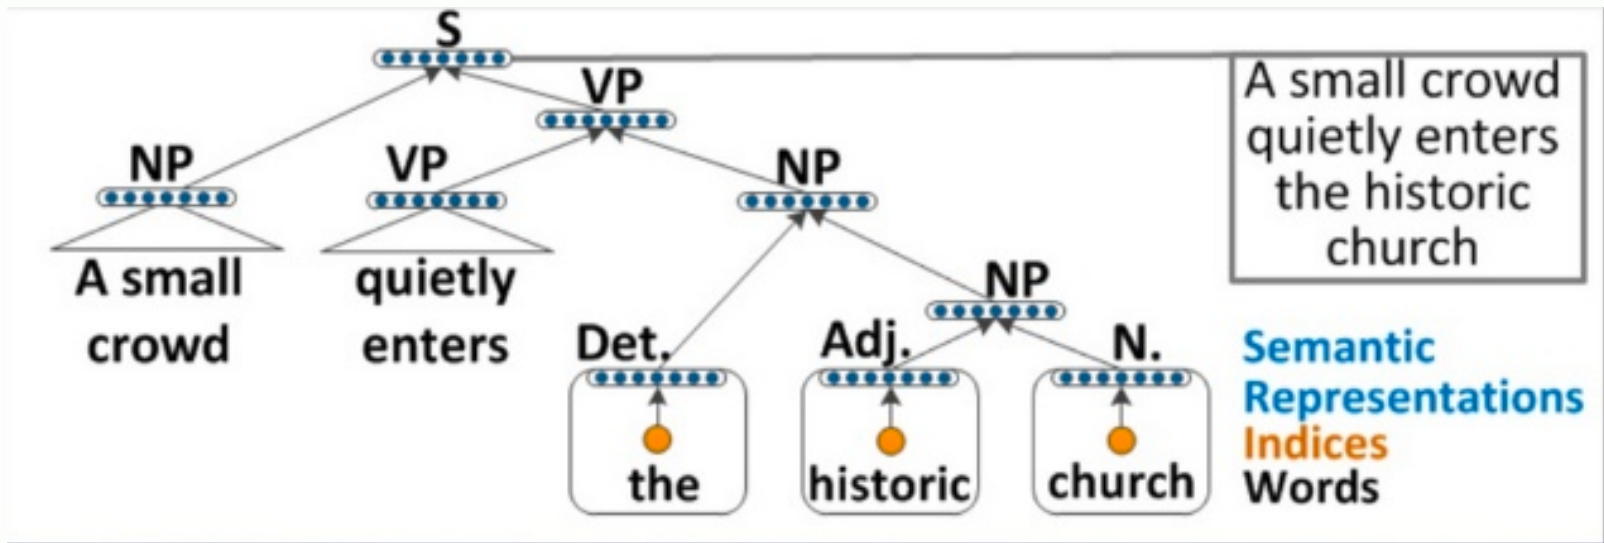 S
VP
NP
VP
NP
A small crowd
quietly enters
the historic
church
A small
crowd
quietly
enters
NP
Det.
Adj.
N.
the
historic
church
Semantic
Representations
Indices
Words